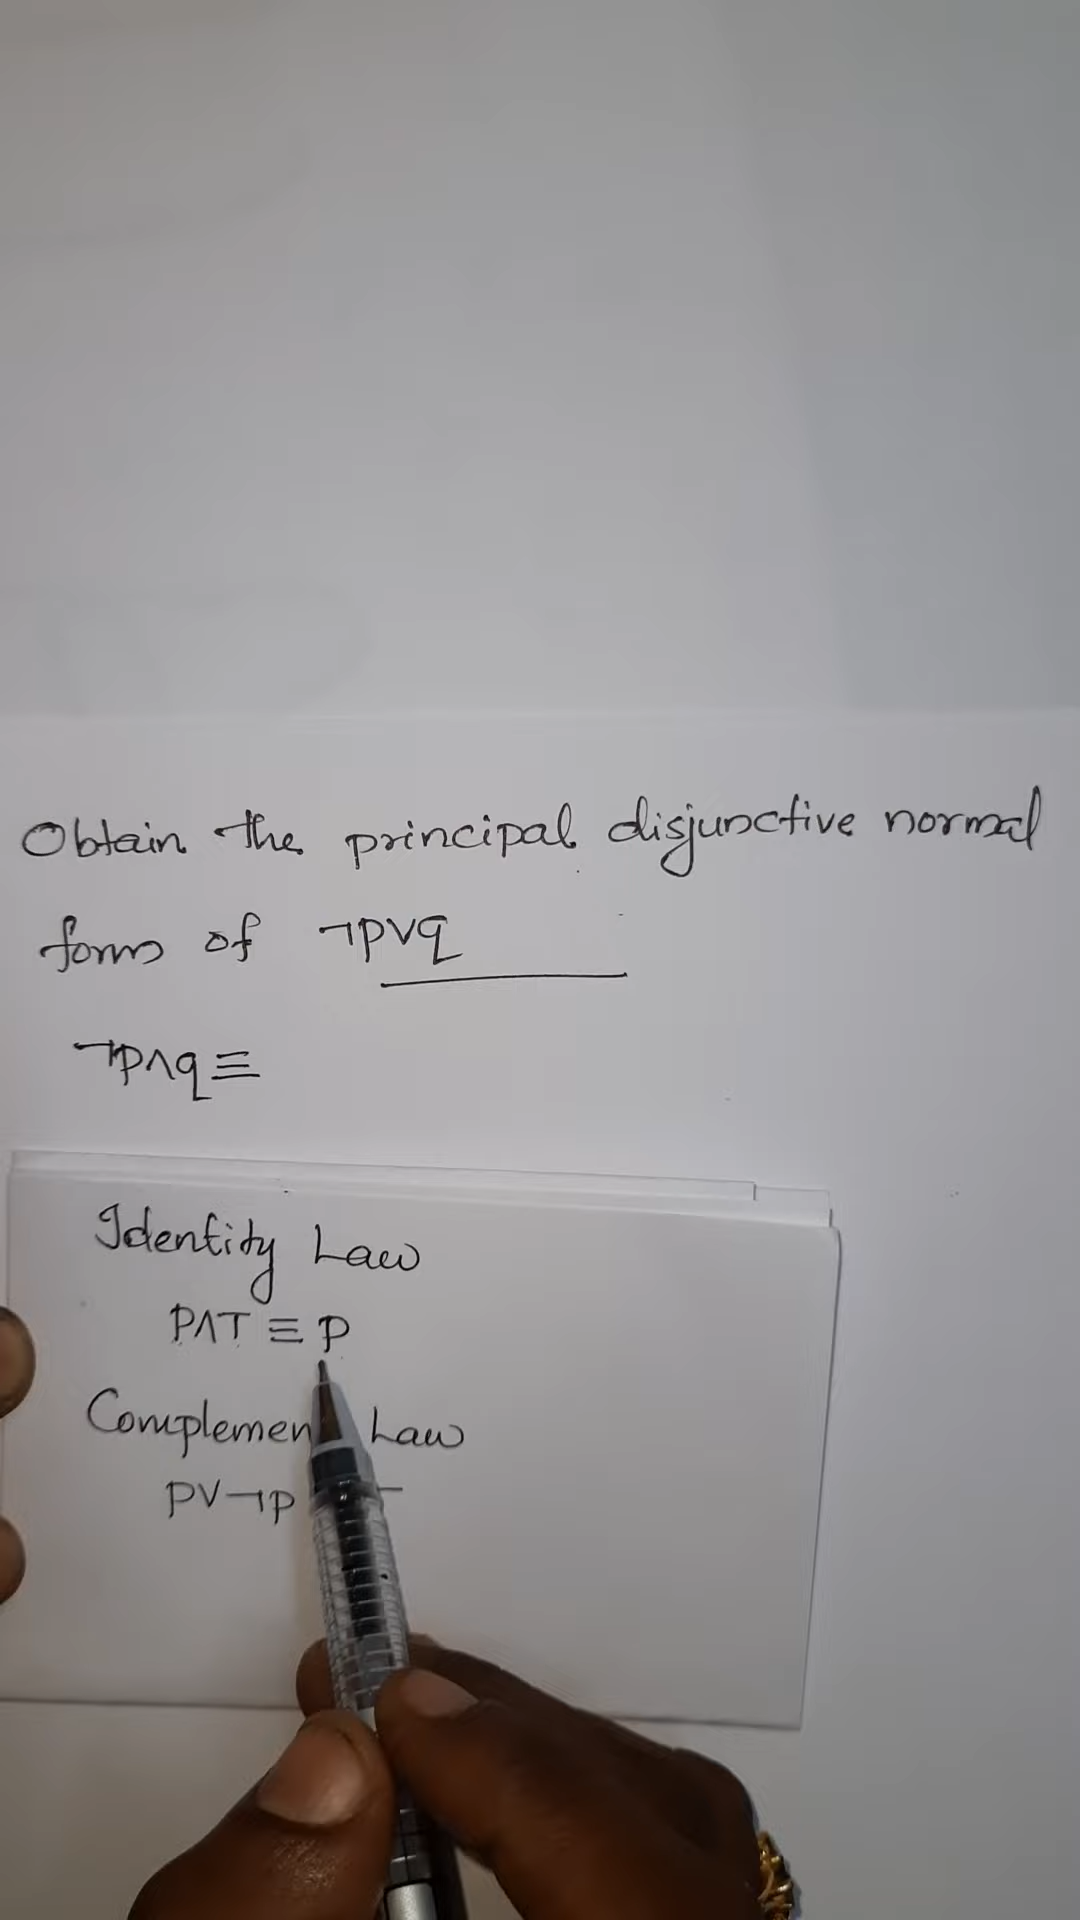 Obtain the principal disjunctive normal
form of ¬p∨q
¬p∧q ≡
Identity Law
P∧T ≡ P
Complemen Law
P∨¬p